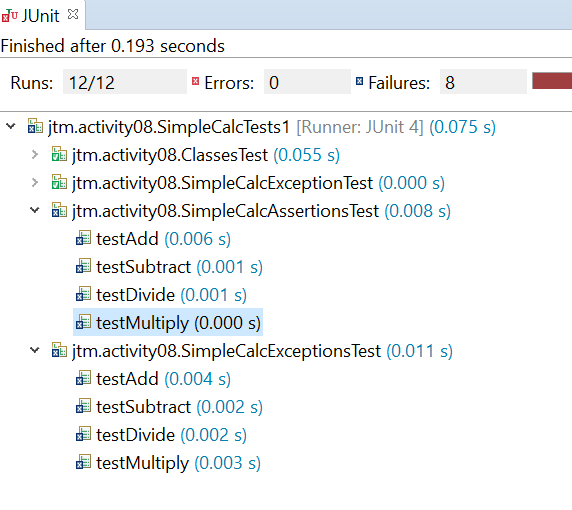 JUnit
Finished after 0.193 seconds
Runs: 12/12 Errors: 0 Failures: 8
jtm.activity08.SimpleCalcTests1 [Runner: JUnit 4] (0.075 s)
jtm.activity08.ClassesTest (0.055 s)
jtm.activity08.SimpleCalcExceptionTest (0.000 s)
jtm.activity08.SimpleCalcAssertionsTest (0.008 s)
testAdd (0.006 s)
testSubtract (0.001 s)
testDivide (0.001 s)
testMultiply (0.000 s)
jtm.activity08.SimpleCalcExceptionsTest (0.011 s)
testAdd (0.004 s)
testSubtract (0.002 s)
testDivide (0.002 s)
testMultiply (0.003 s)